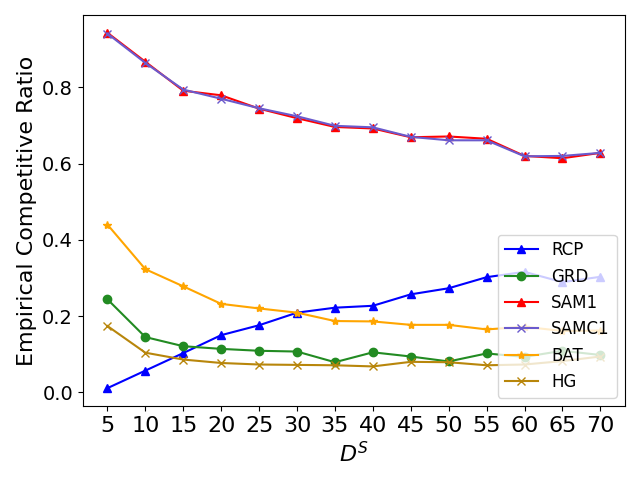 Empirical Competitive Ratio
0.8
0.6
0.4
0.2
0.0
RCP
GRD
SAM1
SAMC1
BAT
HG
5 10 15 20 25 30 35 40 45 50 55 60 65 70
D^S